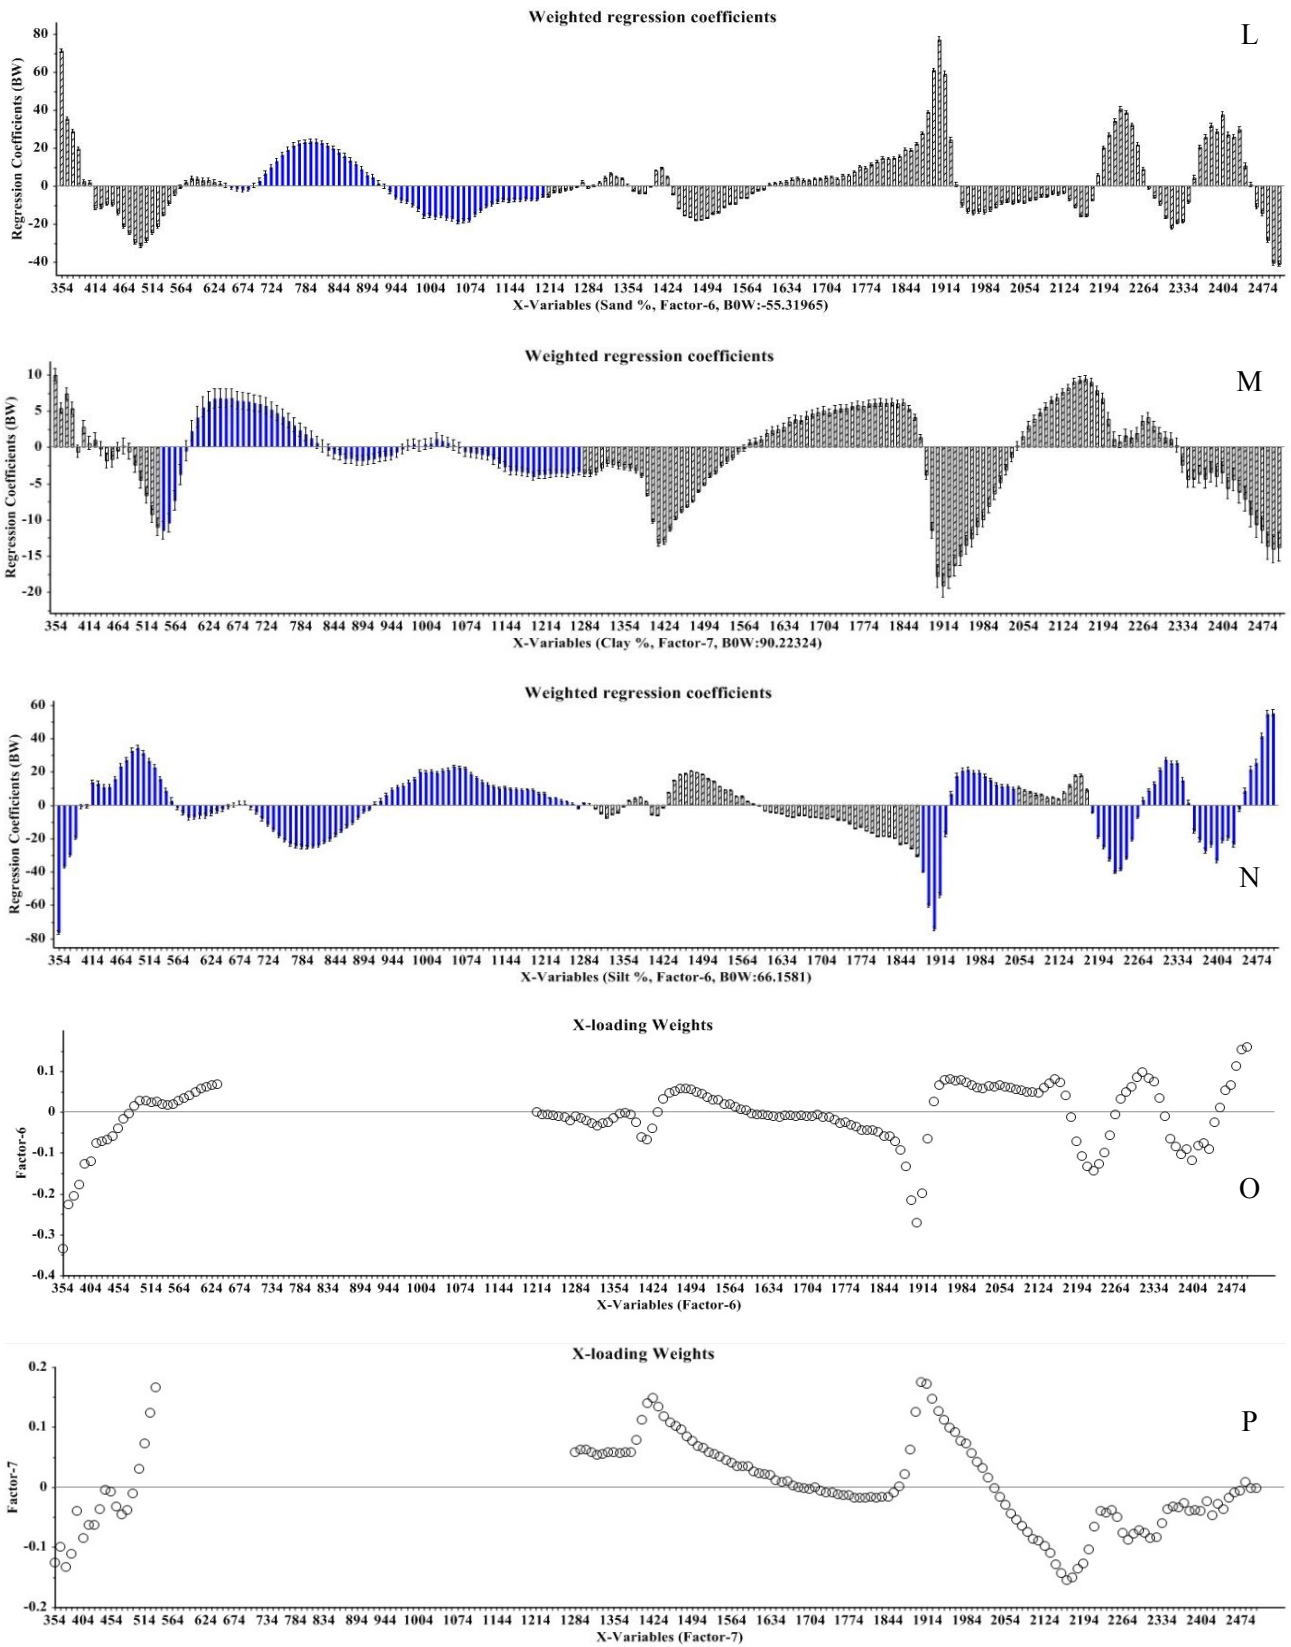 Weighted regression coefficients
L
Regression Coefficients (BW)
80
60
40
20
0
-20
-40
354 414 464 514 564 624 674 724 784 844 894 944 1004 1074 1144 1214 1284 1354 1424 1494 1564 1634 1704 1774 1844 1914 1984 2054 2124 2194 2264 2334 2404 2474
X-Variables (Sand %, Factor-6, B0W:-55.31965)
Weighted regression coefficients
M
Regression Coefficients (BW)
10
5
0
-5
-10
-15
-20
354 414 464 514 564 624 674 724 784 844 894 944 1004 1074 1144 1214 1284 1354 1424 1494 1564 1634 1704 1774 1844 1914 1984 2054 2124 2194 2264 2334 2404 2474
X-Variables (Clay %, Factor-7, B0W:90.22324)
Weighted regression coefficients
N
Regression Coefficients (BW)
60
40
20
0
-20
-40
-60
-80
354 414 464 514 564 624 674 724 784 844 894 944 1004 1074 1144 1214 1284 1354 1424 1494 1564 1634 1704 1774 1844 1914 1984 2054 2124 2194 2264 2334 2404 2474
X-Variables (Silt %, Factor-6, B0W:66.1581)
X-loading Weights
O
Factor-6
0.1
0
-0.1
-0.2
-0.3
-0.4
354 404 454 514 564 624 674 734 784 834 894 944 1004 1074 1144 1214 1284 1354 1424 1494 1564 1634 1704 1774 1844 1914 1984 2054 2124 2194 2264 2334 2404 2474
X-Variables (Factor-6)
X-loading Weights
P
Factor-7
0.2
0.1
0
-0.1
-0.2
354 404 454 514 564 624 674 734 784 834 894 944 1004 1074 1144 1214 1284 1354 1424 1494 1564 1634 1704 1774 1844 1914 1984 2054 2124 2194 2264 2334 2404 2474
X-Variables (Factor-7)